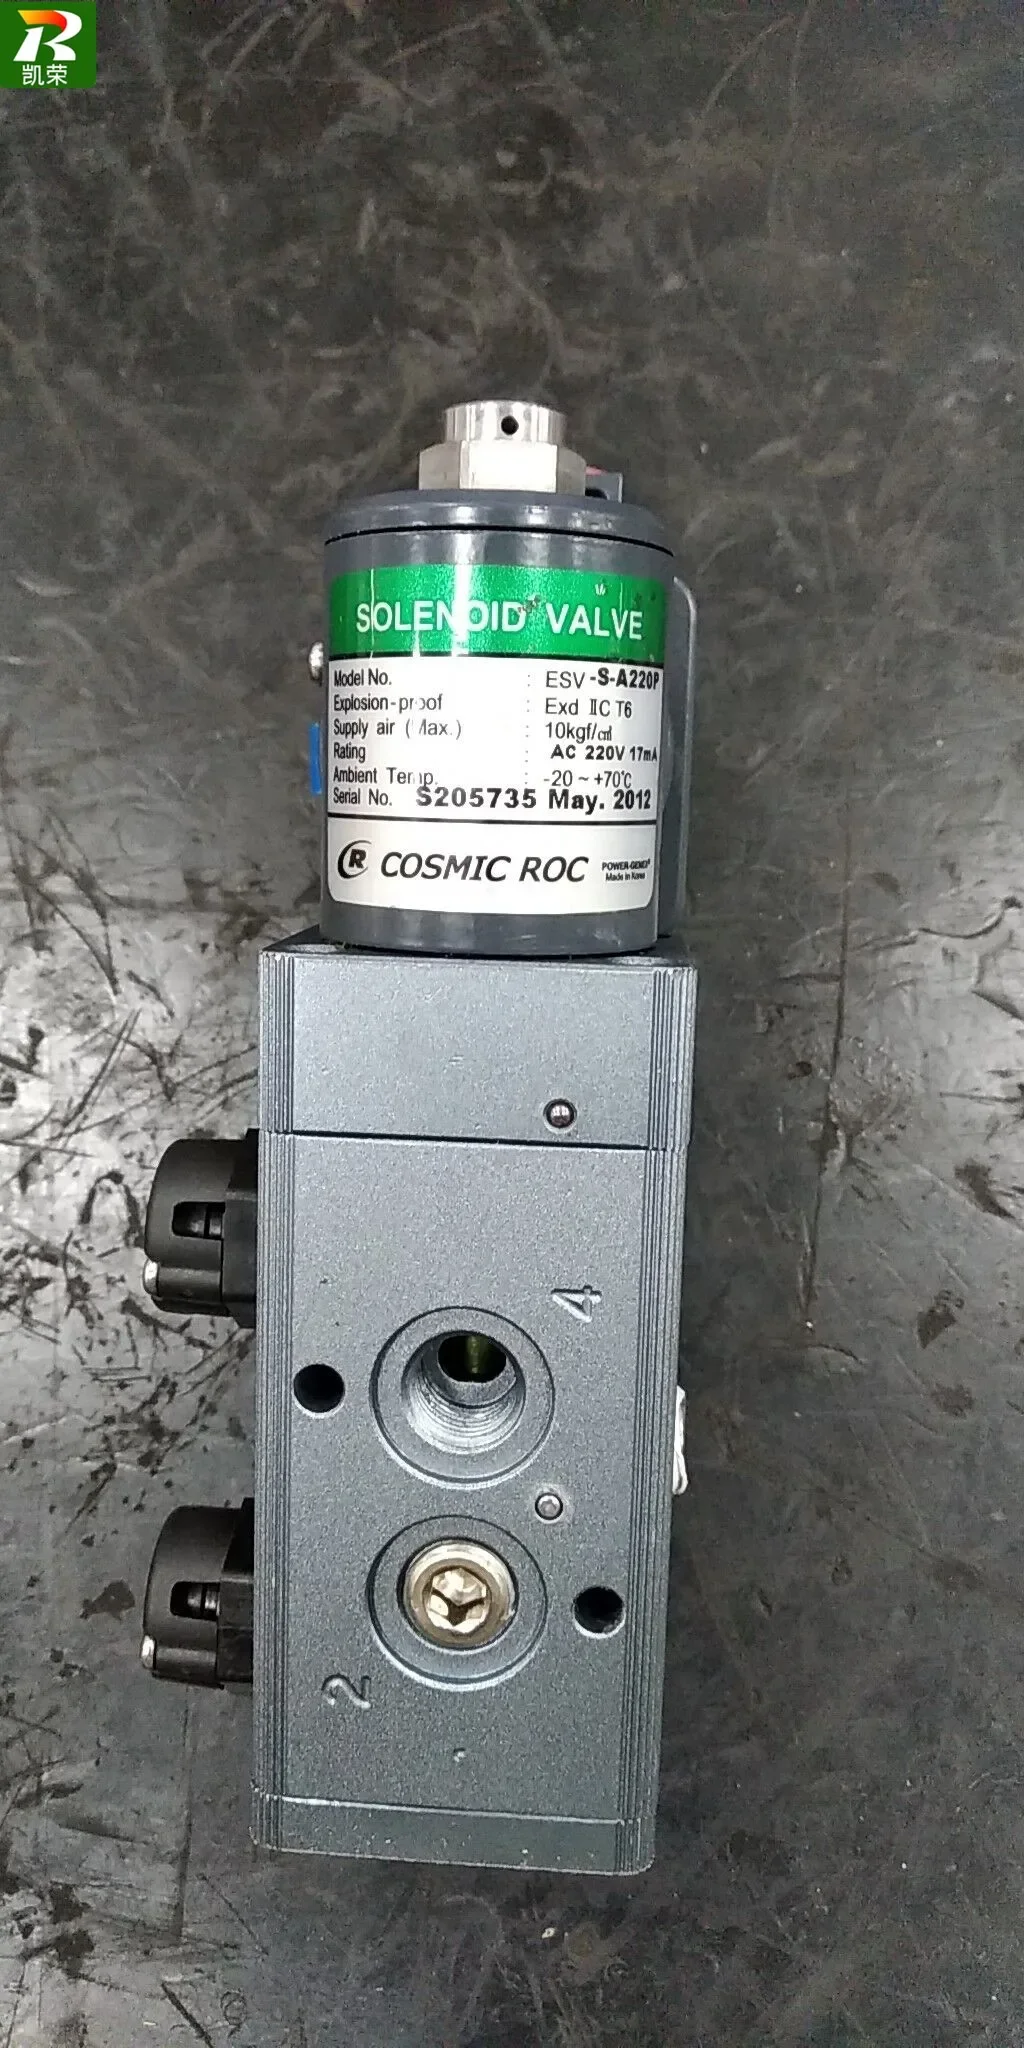 R
凯荣
SOLENOID VALVE
Model No. : ESV -S-A220P
Explosion-proof : Exd ⅡC T6
Supply air (Max.) : 10kgf/㎠
Rating : AC 220V 17mA
Ambient Temp. : -20 ~ +70℃
Serial No. S205735 May. 2012
R COSMIC ROC POWER-GENEX®
Made in Korea
4
2